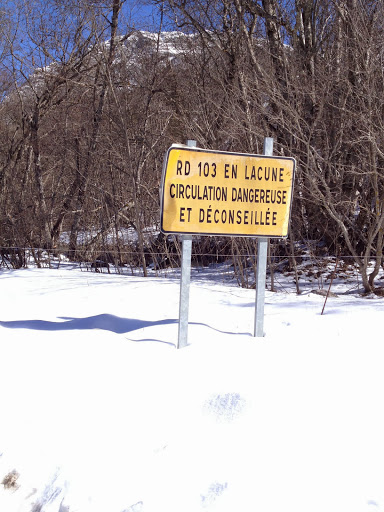 RD 103 EN LACUNE
CIRCULATION DANGEREUSE
ET DÉCONSEILLÉE